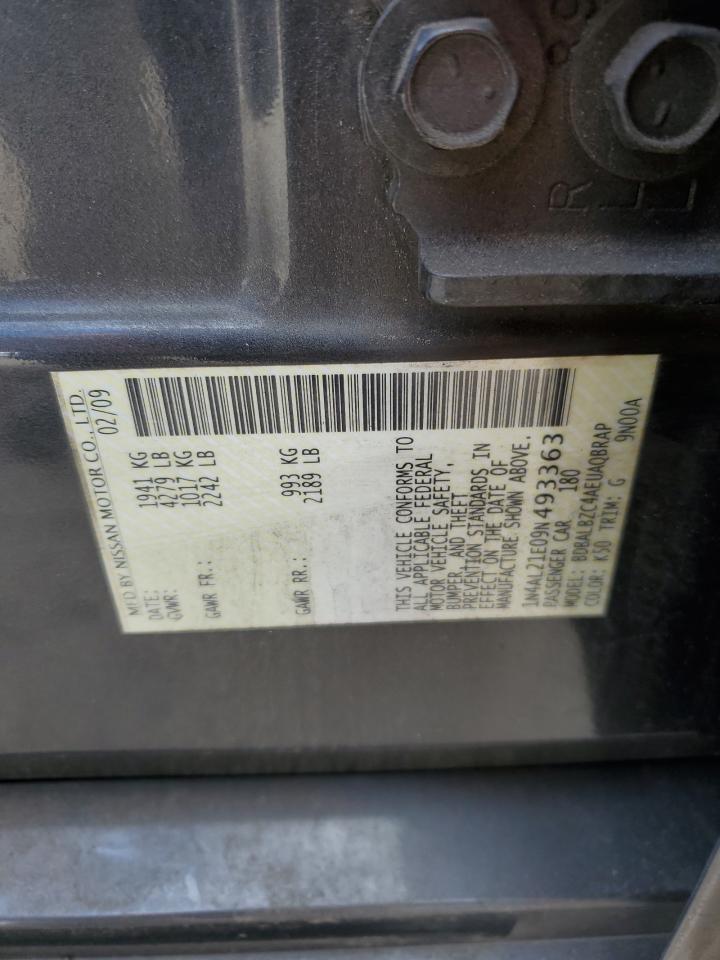 MFD BY NISSAN MOTOR CO., LTD.
DATE: 02/09
GVWR: 1941 KG
4279 LB
GAWR FR.: 1017 KG
2242 LB
GAWR RR.: 993 KG
2189 LB
THIS VEHICLE CONFORMS TO
ALL APPLICABLE FEDERAL
MOTOR VEHICLE SAFETY,
BUMPER, AND THEFT
PREVENTION STANDARDS IN
EFFECT ON THE DATE OF
MANUFACTURE SHOWN ABOVE.
1N4AL21E09N493363
PASSENGER CAR 180
MODEL: BDBALBZC4AEUAQBRAP
COLOR: K50 TRIM: G 9N00A